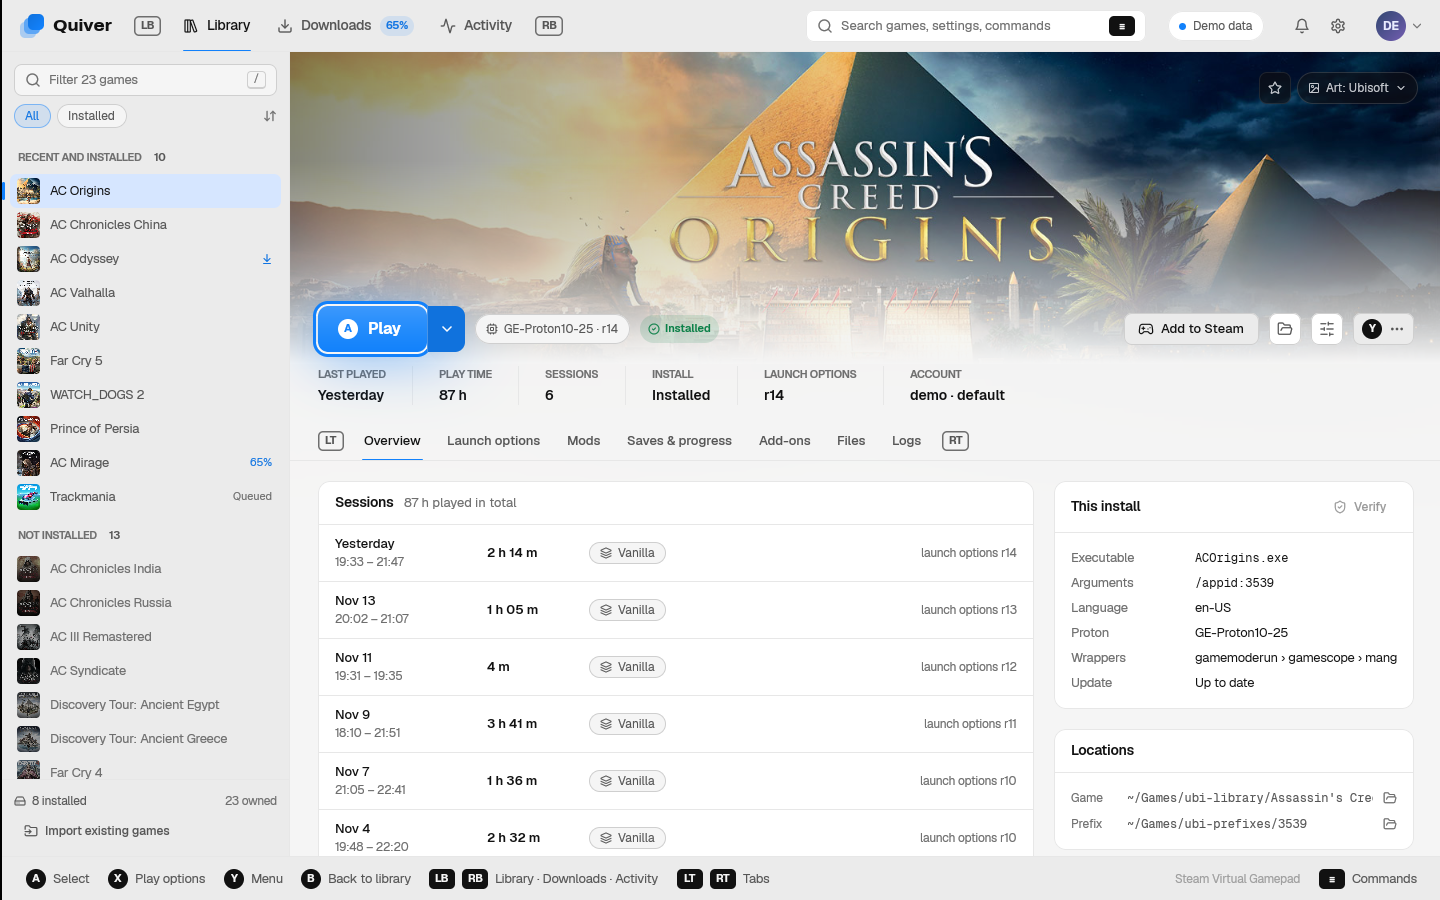 Quiver
LB
Library
Downloads 65%
Activity
RB
Search games, settings, commands
Demo data
DE
Filter 23 games /
All
Installed
RECENT AND INSTALLED 10
AC Origins
AC Chronicles China
AC Odyssey
AC Valhalla
AC Unity
Far Cry 5
WATCH_DOGS 2
Prince of Persia
AC Mirage 65%
Trackmania Queued
NOT INSTALLED 13
AC Chronicles India
AC Chronicles Russia
AC III Remastered
AC Syndicate
Discovery Tour: Ancient Egypt
Discovery Tour: Ancient Greece
Far Cry 4
8 installed 23 owned
Import existing games
Art: Ubisoft
ASSASSIN'S
CREED
ORIGINS
A Play
GE-Proton10-25 · r14
Installed
Add to Steam
Y
LAST PLAYED PLAY TIME SESSIONS INSTALL LAUNCH OPTIONS ACCOUNT
Yesterday 87 h 6 Installed r14 demo · default
LT Overview Launch options Mods Saves & progress Add-ons Files Logs RT
Sessions 87 h played in total
Yesterday
19:33 – 21:47
2 h 14 m Vanilla launch options r14
Nov 13
20:02 – 21:07
1 h 05 m Vanilla launch options r13
Nov 11
19:31 – 19:35
4 m Vanilla launch options r12
Nov 9
18:10 – 21:51
3 h 41 m Vanilla launch options r11
Nov 7
21:05 – 22:41
1 h 36 m Vanilla launch options r10
Nov 4
19:48 – 22:20
2 h 32 m Vanilla launch options r10
This install Verify
Executable ACOrigins.exe
Arguments /appid:3539
Language en-US
Proton GE-Proton10-25
Wrappers gamemoderun › gamescope › mang
Update Up to date
Locations
Game ~/Games/ubi-library/Assassin's Cre
Prefix ~/Games/ubi-prefixes/3539
A Select X Play options Y Menu B Back to library LB RB Library · Downloads · Activity LT RT Tabs
Steam Virtual Gamepad Commands